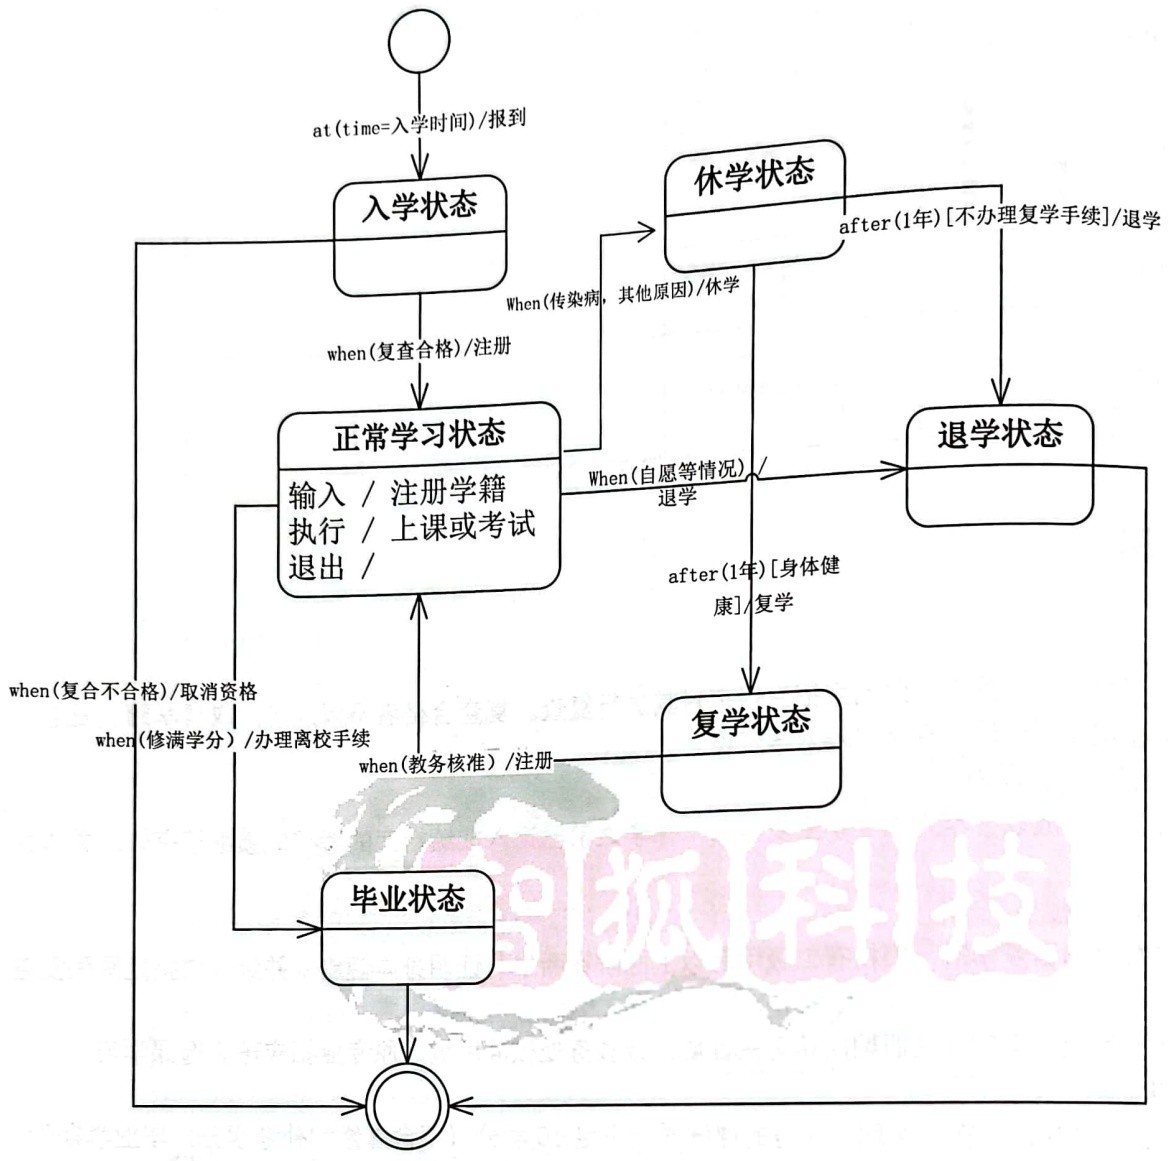 at(time=入学时间)/报到
入学状态
休学状态
after(1年)[不办理复学手续]/退学
When(传染病，其他原因)/休学
when(复查合格)/注册
正常学习状态
输入 / 注册学籍
执行 / 上课或考试
退出 /
退学状态
When(自愿等情况) /
退学
after(1年)[身体健
康]/复学
when(复合不合格)/取消资格
when(修满学分）/办理离校手续
复学状态
when(教务核准）/注册
毕业状态
智狐科技